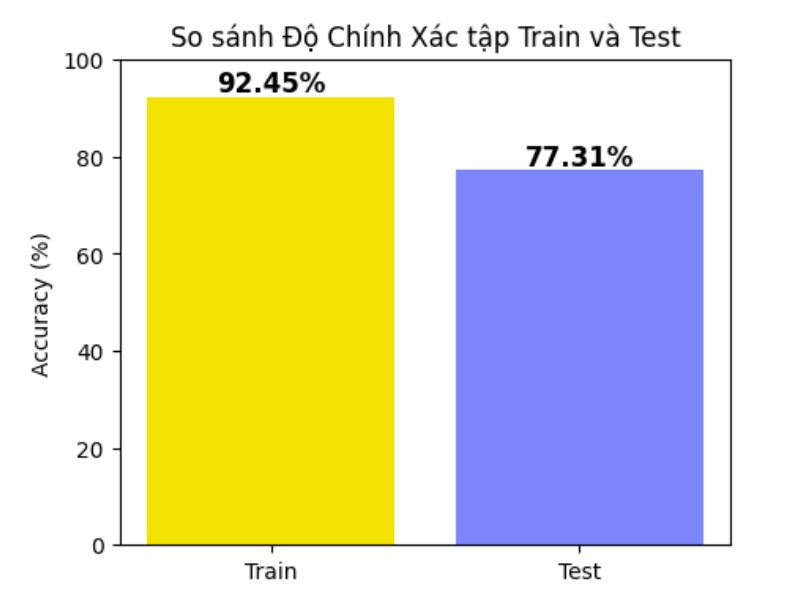 So sánh Độ Chính Xác tập Train và Test
100
92.45%
80
77.31%
60
Accuracy (%)
40
20
0
Train
Test